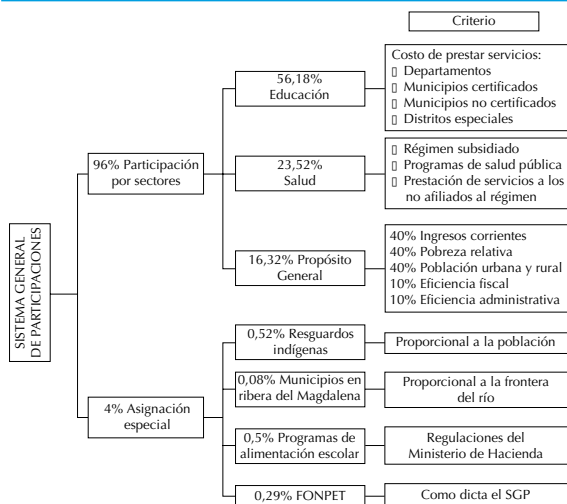 Criterio
SISTEMA GENERAL
DE PARTICIPACIONES
96% Participación
por sectores
56,18%
Educación
Costo de prestar servicios:
▯ Departamentos
▯ Municipios certificados
▯ Municipios no certificados
▯ Distritos especiales
23,52%
Salud
▯ Régimen subsidiado
▯ Programas de salud pública
▯ Prestación de servicios a los
no afiliados al régimen
16,32% Propósito
General
40% Ingresos corrientes
40% Pobreza relativa
40% Población urbana y rural
10% Eficiencia fiscal
10% Eficiencia administrativa
4% Asignación
especial
0,52% Resguardos
indígenas
Proporcional a la población
0,08% Municipios en
ribera del Magdalena
Proporcional a la frontera
del río
0,5% Programas de
alimentación escolar
Regulaciones del
Ministerio de Hacienda
0,29% FONPET
Como dicta el SGP